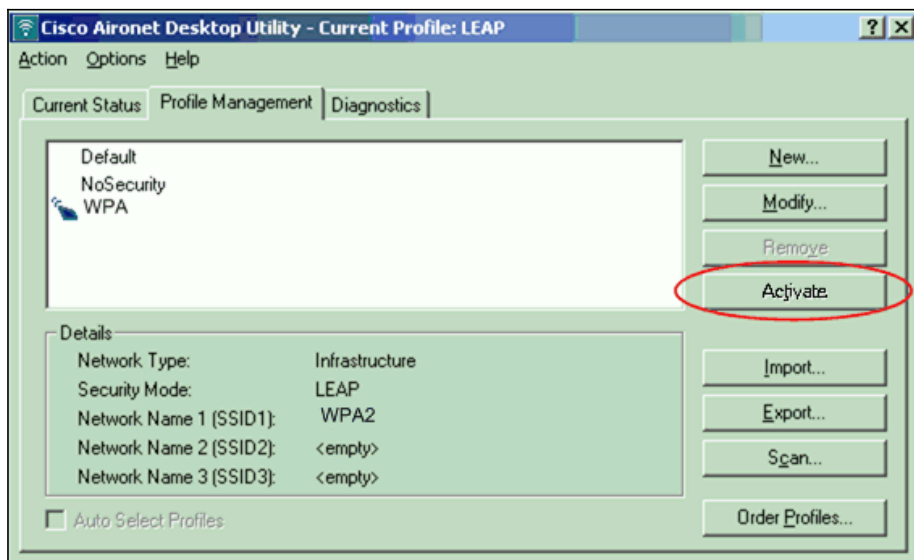 Cisco Aironet Desktop Utility - Current Profile: LEAP
Action Options Help
Current Status Profile Management Diagnostics
Default
NoSecurity
WPA
New...
Modify...
Remove
Activate
Details
Network Type: Infrastructure
Security Mode: LEAP
Network Name 1 (SSID1): WPA2
Network Name 2 (SSID2): <empty>
Network Name 3 (SSID3): <empty>
Import...
Export...
Scan...
Auto Select Profiles
Order Profiles...